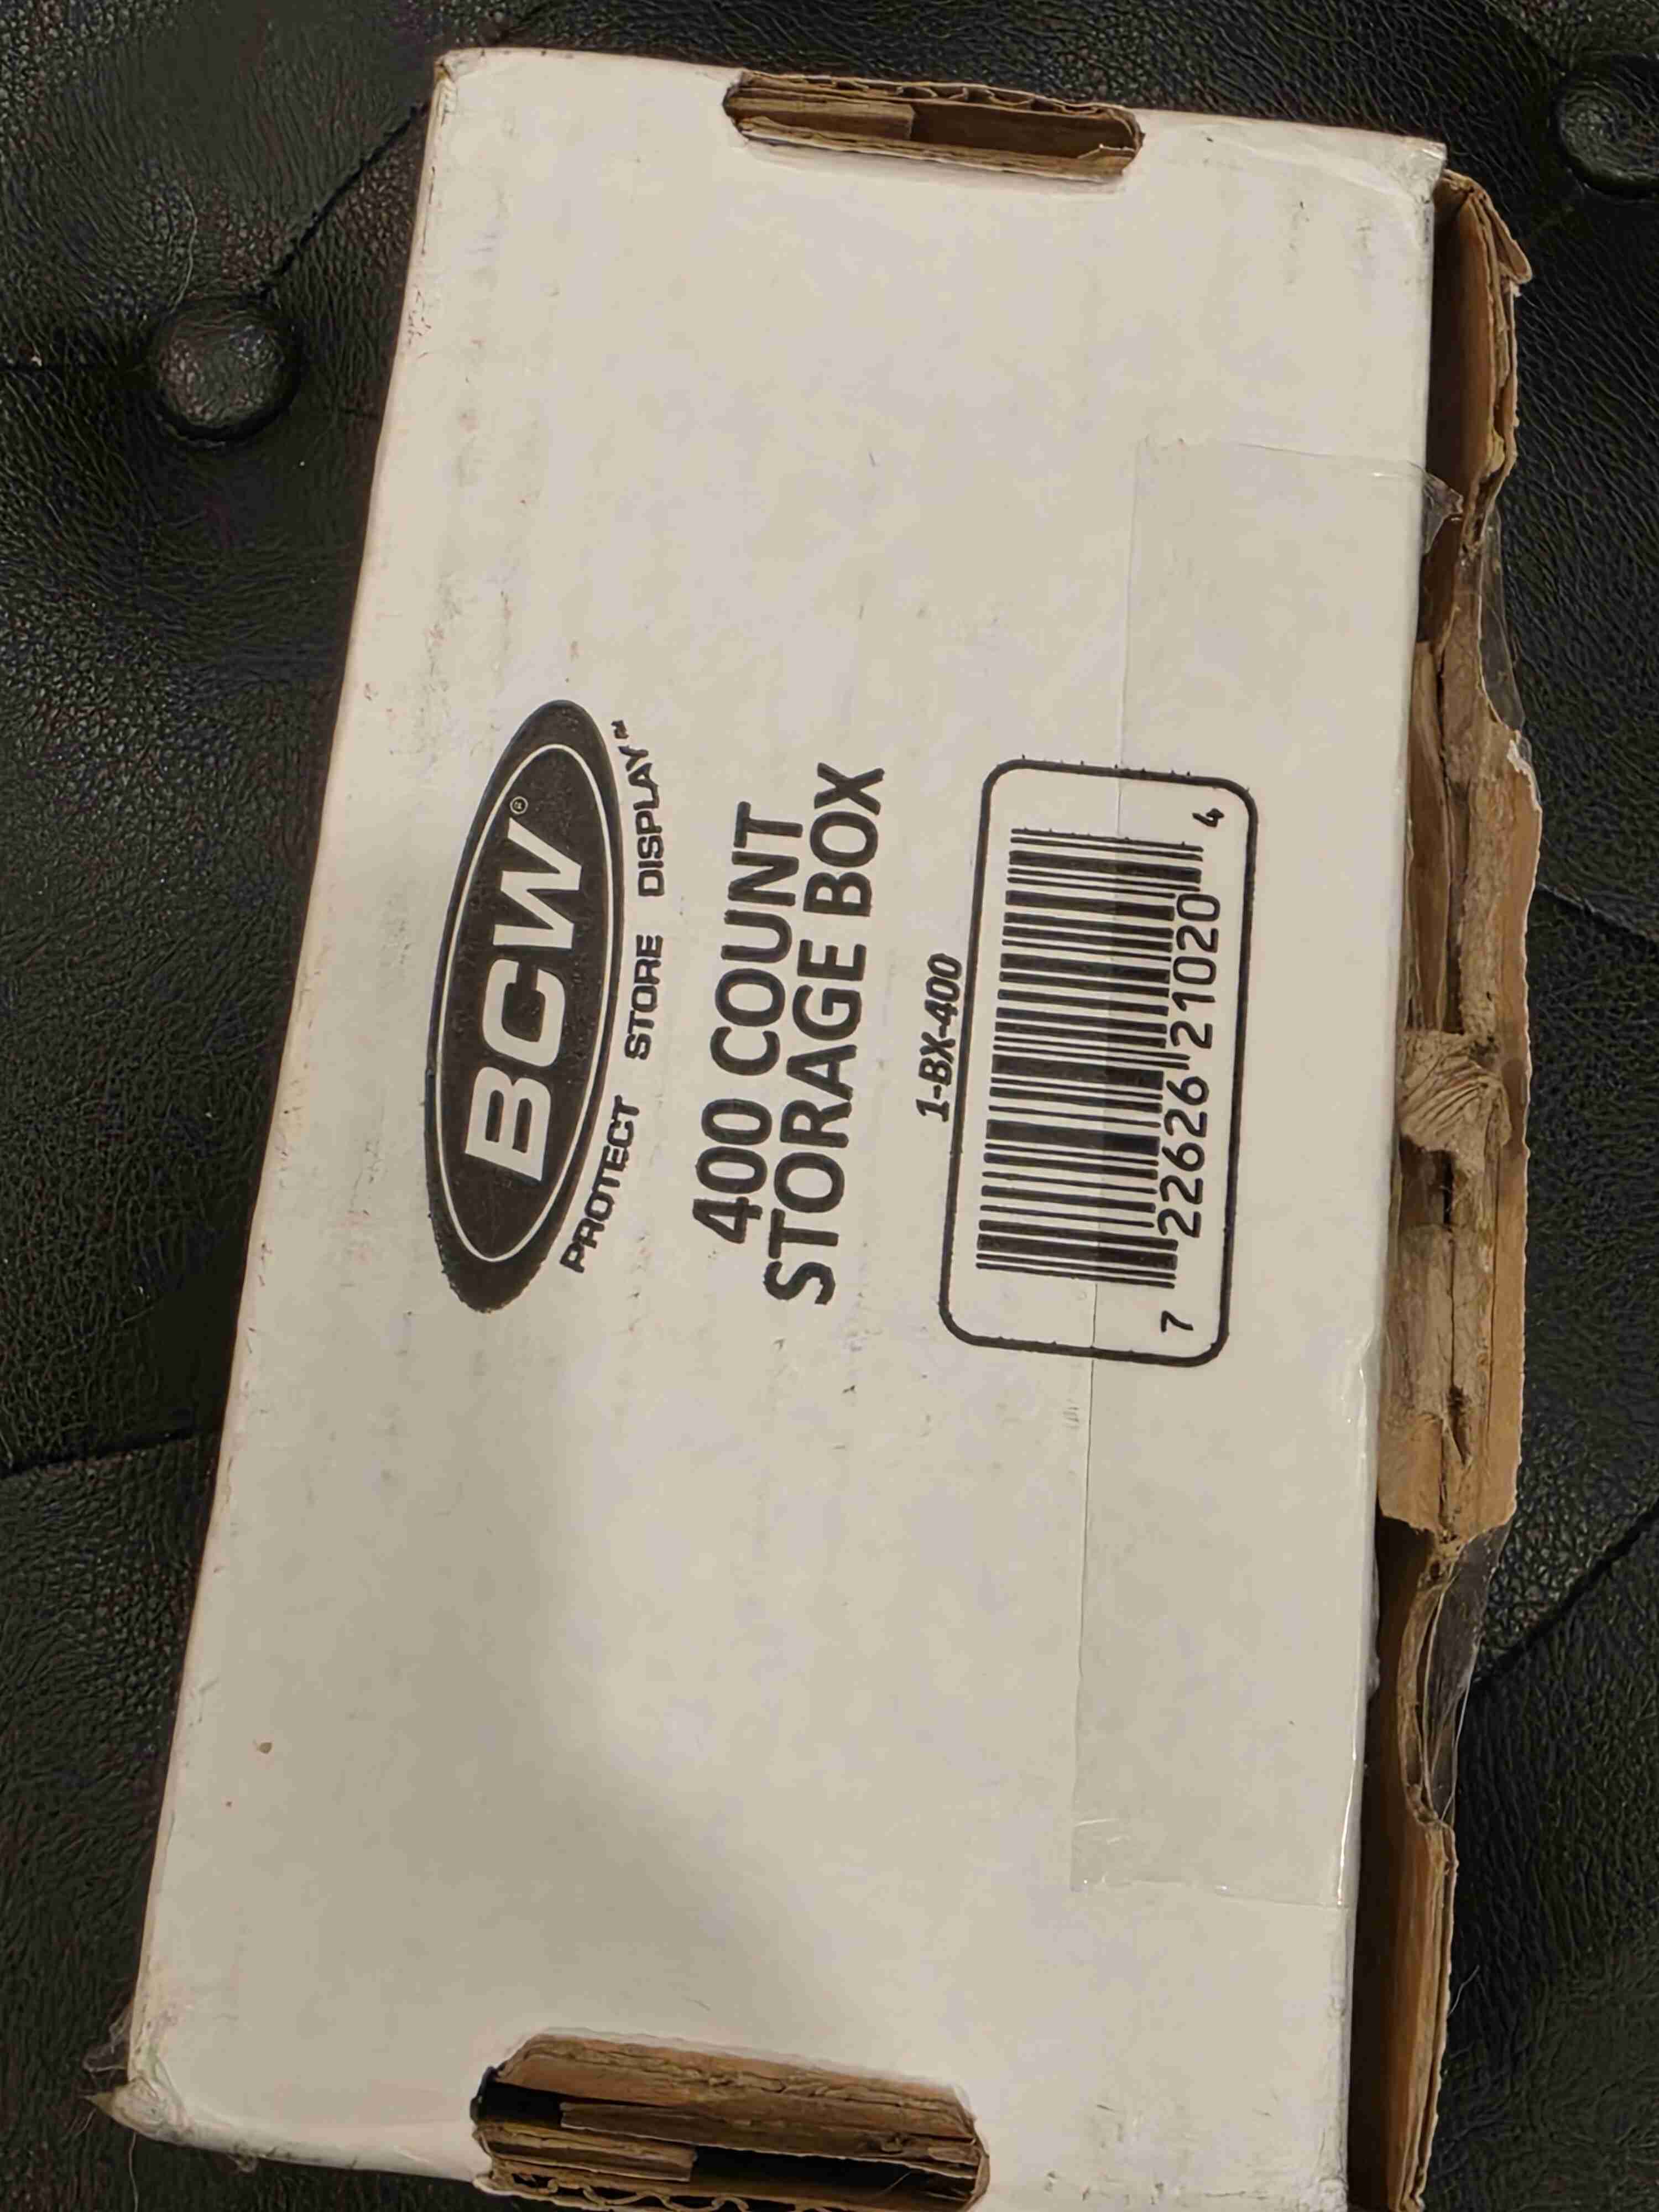 BCW®
PROTECT STORE DISPLAY™
400 COUNT
STORAGE BOX
1-BX-400
7 22626 21020 4